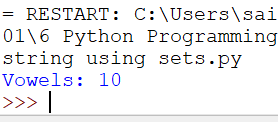 = RESTART: C:\Users\sai
01\6 Python Programming
string using sets.py
Vowels: 10
>>>